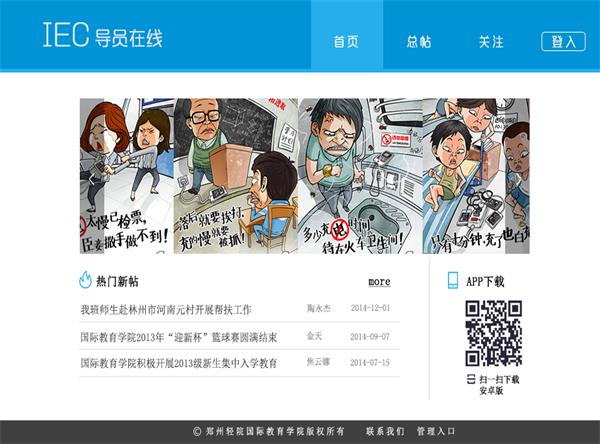 IEC 导员在线
首页
总帖
关注
登入
太慢已检票,
臣妾撒手做不到!
落后就要挨打,
充的慢就要被抓!
多少充电时间
待在火车卫生间!
只有七分钟,充了也白充
热门新帖
more
我班师生赴林州市河南元村开展帮扶工作 陶永杰 2014-12-01
国际教育学院2013年“迎新杯”篮球赛圆满结束 金天 2014-09-07
国际教育学院积极开展2013级新生集中入学教育 焦云娜 2014-07-15
APP下载
扫一扫下载
安卓版
© 郑州轻院国际教育学院版权所有 联系我们 管理入口